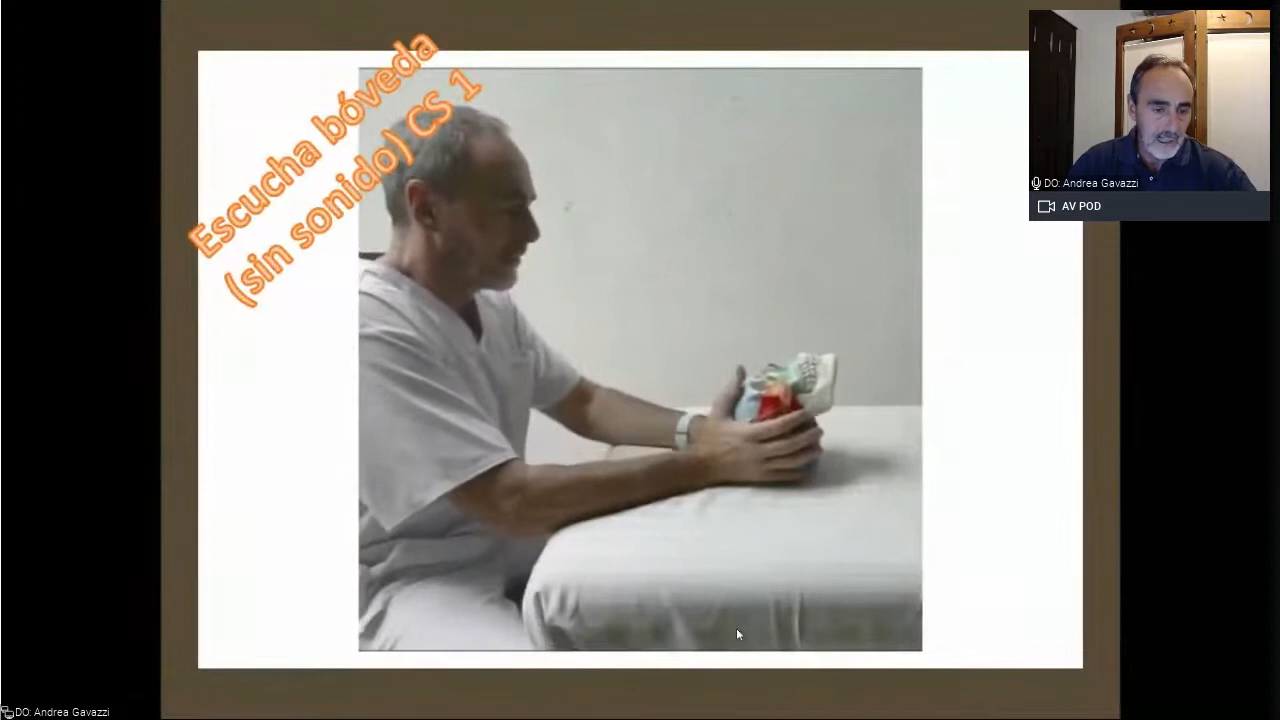 Escucha bóveda
(sin sonido) CS 1
DO: Andrea Gavazzi
AV POD
DO: Andrea Gavazzi